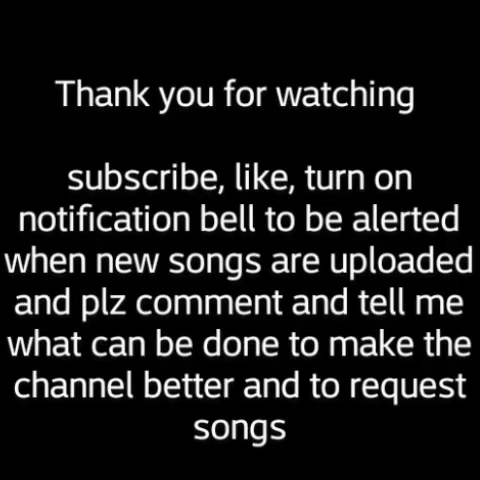 Thank you for watching
subscribe, like, turn on
notification bell to be alerted
when new songs are uploaded
and plz comment and tell me
what can be done to make the
channel better and to request
songs